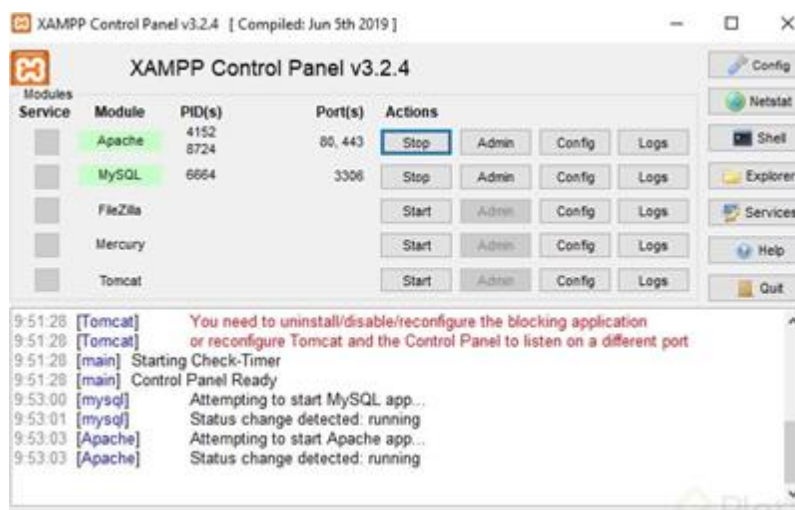 XAMPP Control Panel v3.2.4 [ Compiled: Jun 5th 2019 ]
XAMPP Control Panel v3.2.4
Config
Modules
Service Module PID(s) Port(s) Actions
Netstat
Apache 4152 8724 80, 443 Stop Admin Config Logs
Shell
MySQL 6664 3306 Stop Admin Config Logs
Explorer
FileZilla Start Admin Config Logs
Services
Mercury Start Admin Config Logs
Help
Tomcat Start Admin Config Logs
Quit
9:51:28 [Tomcat] You need to uninstall/disable/reconfigure the blocking application
9:51:28 [Tomcat] or reconfigure Tomcat and the Control Panel to listen on a different port
9:51:28 [main] Starting Check-Timer
9:51:28 [main] Control Panel Ready
9:53:00 [mysql] Attempting to start MySQL app...
9:53:01 [mysql] Status change detected: running
9:53:03 [Apache] Attempting to start Apache app...
9:53:03 [Apache] Status change detected: running